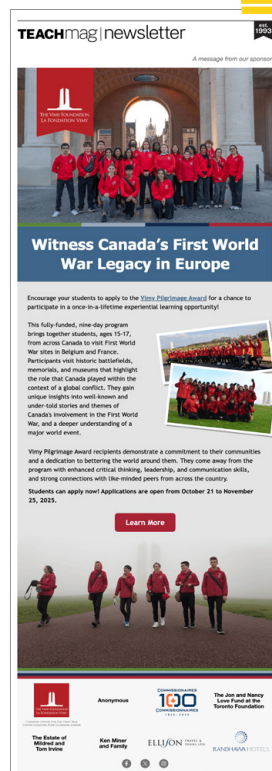 TEACHmag|newsletter
est.
1993
A message from our sponsor
THE VIMY FOUNDATION
LA FONDATION VIMY
Witness Canada's First World
War Legacy in Europe
Encourage your students to apply to the Vimy Pilgrimage Award for a chance to
participate in a once-in-a-lifetime experiential learning opportunity!
This fully-funded, nine-day program
brings together students, ages 15-17,
from across Canada to visit First World
War sites in Belgium and France.
Participants visit historic battlefields,
memorials, and museums that highlight
the role that Canada played within the
context of a global conflict. They gain
unique insights into well-known and
under-told stories and themes of
Canada's involvement in the First World
War, and a deeper understanding of a
major world event.
Vimy Pilgrimage Award recipients demonstrate a commitment to their communities
and a dedication to bettering the world around them. They come away from the
program with enhanced critical thinking, leadership, and communication skills,
and strong connections with like-minded peers from across the country.
Students can apply now! Applications are open from October 21 to November
25, 2025.
Learn More
THE VIMY FOUNDATION
LA FONDATION VIMY
Anonymous
COMMISSIONAIRES
100
COMMISSIONNAIRES
1925 - 2025
The Jon and Nancy
Love Fund at the
Toronto Foundation
The Estate of
Mildred and
Tom Irvine
Ken Miner
and Family
ELLISON TRAVEL &
TOURS LTD
RANDHAWA HOTELS